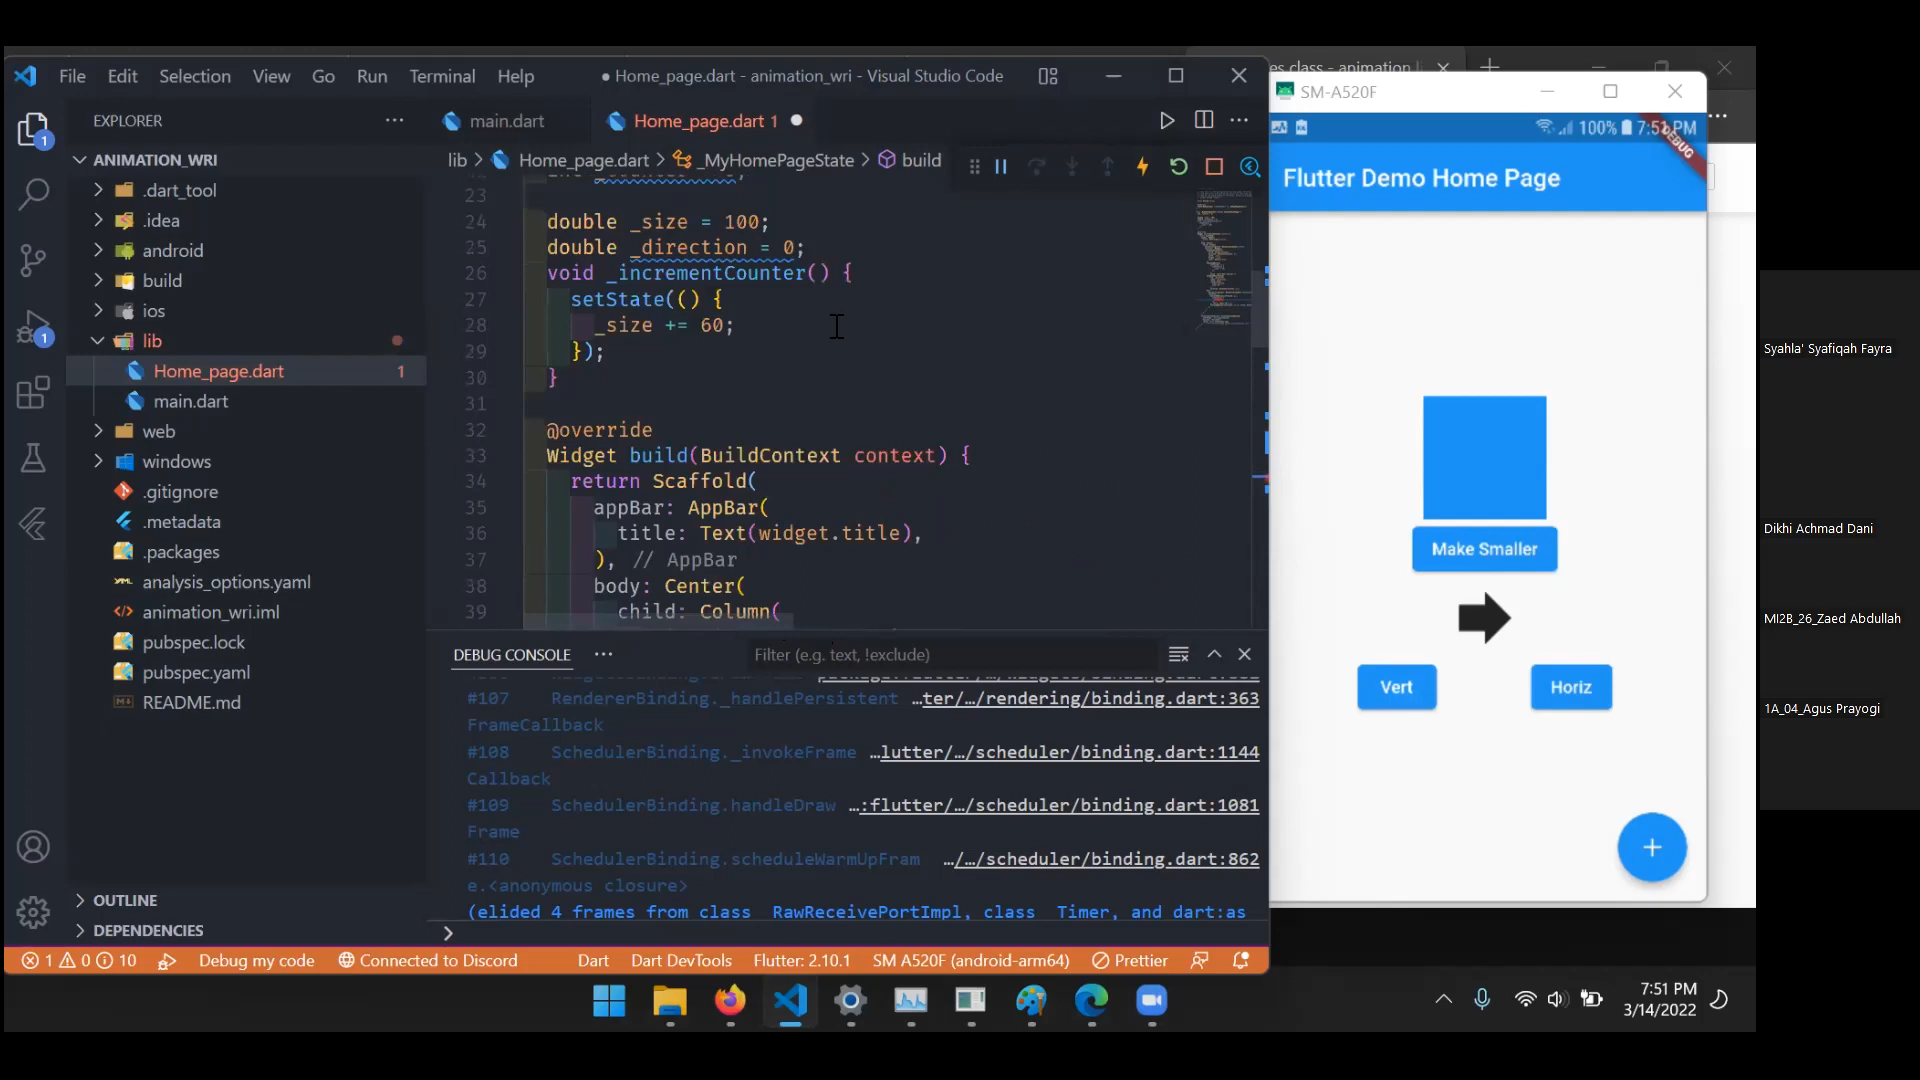 File Edit Selection View Go Run Terminal Help
● Home_page.dart - animation_wri - Visual Studio Code
EXPLORER
ANIMATION_WRI
.dart_tool
.idea
android
build
ios
lib
Home_page.dart 1
main.dart
web
windows
.gitignore
.metadata
.packages
analysis_options.yaml
animation_wri.iml
pubspec.lock
pubspec.yaml
README.md
OUTLINE
DEPENDENCIES
main.dart
Home_page.dart 1
lib > Home_page.dart > _MyHomePageState > build
23
24 double _size = 100;
25 double _direction = 0;
26 void _incrementCounter() {
27 setState(() {
28 _size += 60;
29 });
30 }
31
32 @override
33 Widget build(BuildContext context) {
34 return Scaffold(
35 appBar: AppBar(
36 title: Text(widget.title),
37 ), // AppBar
38 body: Center(
39 child: Column(
DEBUG CONSOLE
Filter (e.g. text, !exclude)
#107 RendererBinding._handlePersistent …ter/…/rendering/binding.dart:363
FrameCallback
#108 SchedulerBinding._invokeFrame …lutter/…/scheduler/binding.dart:1144
Callback
#109 SchedulerBinding.handleDraw …:flutter/…/scheduler/binding.dart:1081
Frame
#110 SchedulerBinding.scheduleWarmUpFram …/…/scheduler/binding.dart:862
e.<anonymous closure>
(elided 4 frames from class _RawReceivePortImpl, class _Timer, and dart:as
1 0 10 Debug my code Connected to Discord Dart Dart DevTools Flutter: 2.10.1 SM A520F (android-arm64) Prettier
es class - animation
SM-A520F
100% 7:51 PM
DEBUG
Flutter Demo Home Page
Make Smaller
Vert
Horiz
Syahla' Syafiqah Fayra
Dikhi Achmad Dani
MI2B_26_Zaed Abdullah
1A_04_Agus Prayogi
7:51 PM
3/14/2022